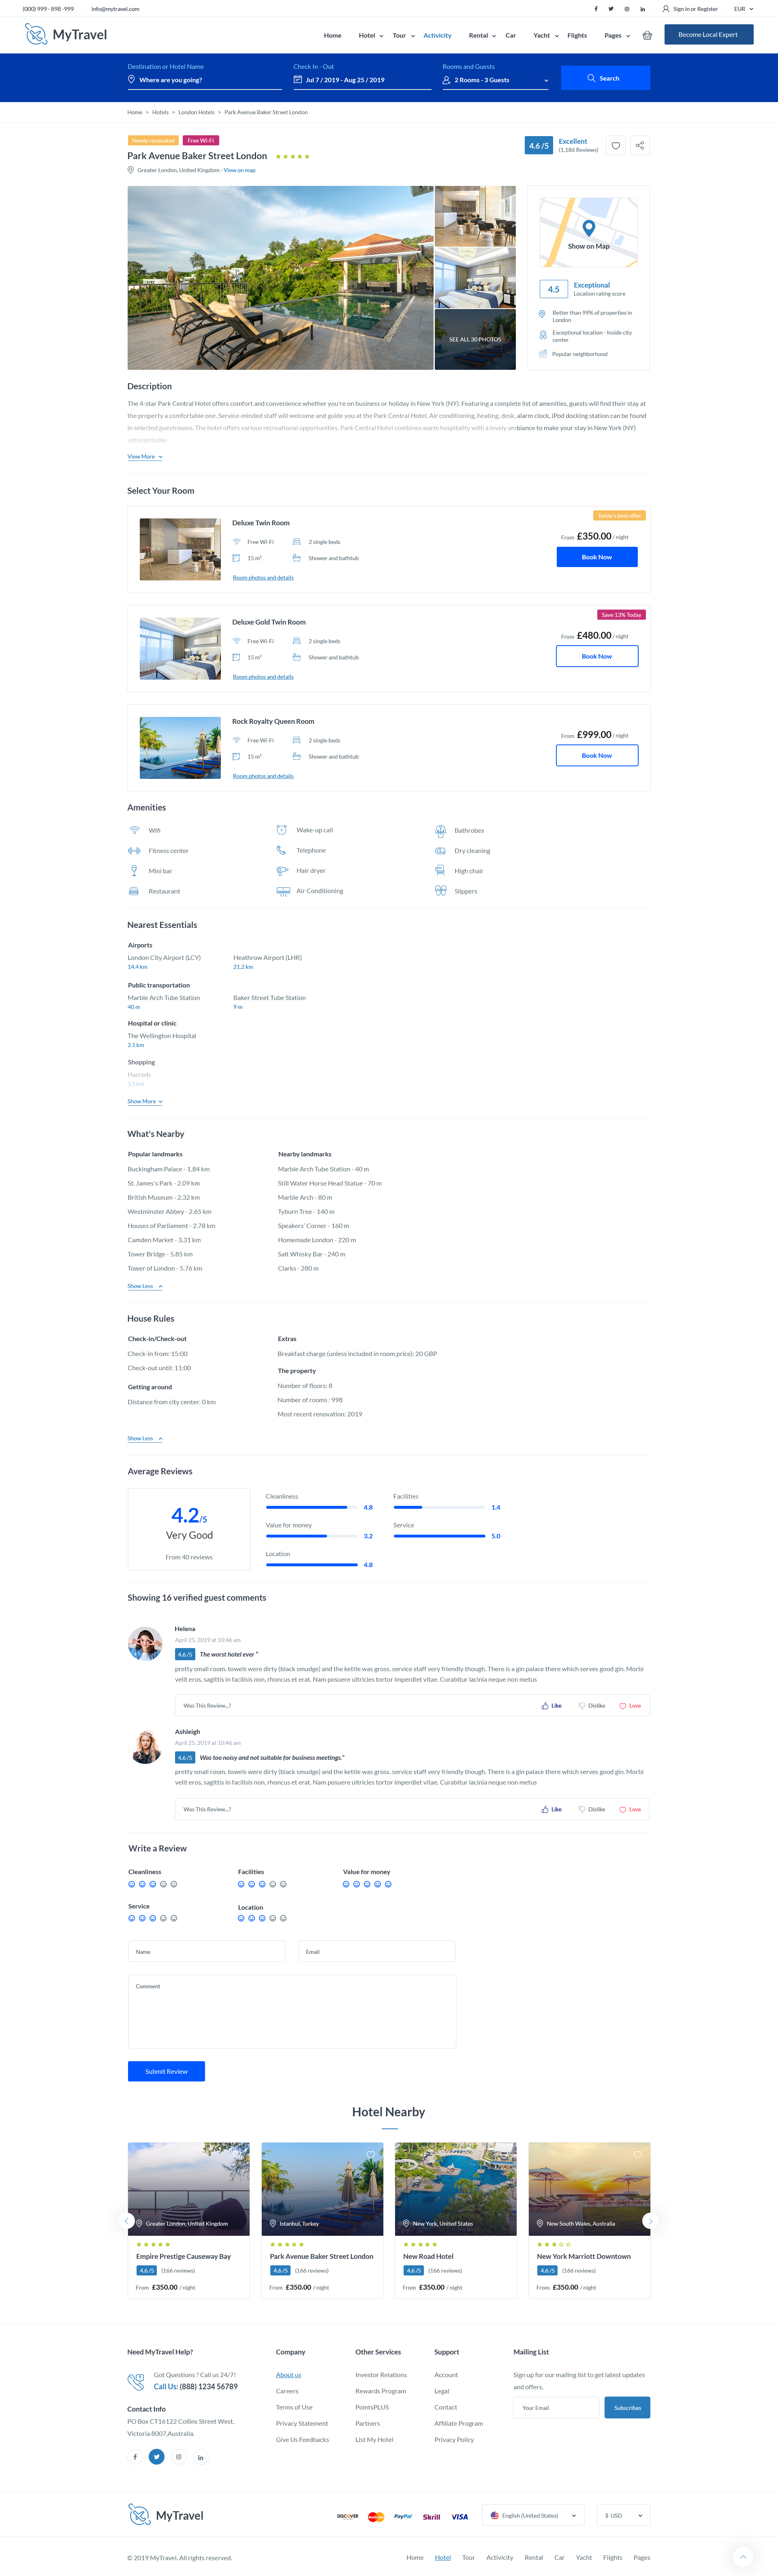 (000) 999 - 898 -999 info@mytravel.com Sign in or Register EUR
MyTravel Home Hotel Tour Activicity Rental Car Yacht Flights Pages Become Local Expert
Destination or Hotel Name Check In - Out Rooms and Guests
Where are you going? Jul 7 / 2019 - Aug 25 / 2019 2 Rooms - 3 Guests Search
Home > Hotels > London Hotels > Park Avenue Baker Street London
Newly renovated Free Wi-Fi
Park Avenue Baker Street London
Greater London, United Kingdom - View on map
4.6 /5 Excellent
(1,186 Reviews)
SEE ALL 30 PHOTOS
Show on Map
4.5 Exceptional
Location rating score
Better than 99% of properties in
London
Exceptional location - Inside city
center
Popular neighborhood
Description
The 4-star Park Central Hotel offers comfort and convenience whether you're on business or holiday in New York (NY). Featuring a complete list of amenities, guests will find their stay at
the property a comfortable one. Service-minded staff will welcome and guide you at the Park Central Hotel. Air conditioning, heating, desk, alarm clock, iPod docking station can be found
in selected guestrooms. The hotel offers various recreational opportunities. Park Central Hotel combines warm hospitality with a lovely ambiance to make your stay in New York (NY)
unforgettable.
View More
Select Your Room
Deluxe Twin Room
Free Wi-Fi 2 single beds
15 m² Shower and bathtub
Room photos and details
Today's best offer
From £350.00 / night
Book Now
Deluxe Gold Twin Room
Free Wi-Fi 2 single beds
15 m² Shower and bathtub
Room photos and details
Save 13% Today
From £480.00 / night
Book Now
Rock Royalty Queen Room
Free Wi-Fi 2 single beds
15 m² Shower and bathtub
Room photos and details
From £999.00 / night
Book Now
Amenities
Wifi Wake-up call Bathrobes
Fitness center Telephone Dry cleaning
Mini bar Hair dryer High chair
Restaurant Air Conditioning Slippers
Nearest Essentials
Airports
London City Airport (LCY) Heathrow Airport (LHR)
14.4 km 21.2 km
Public transportation
Marble Arch Tube Station Baker Street Tube Station
40 m 9 m
Hospital or clinic
The Wellington Hospital
2.1 km
Shopping
Harrods
1.5 km
Show More
What's Nearby
Popular landmarks Nearby landmarks
Buckingham Palace - 1.84 km Marble Arch Tube Station - 40 m
St. James's Park - 2.09 km Still Water Horse Head Statue - 70 m
British Museum - 2.32 km Marble Arch - 80 m
Westminster Abbey - 2.65 km Tyburn Tree - 140 m
Houses of Parliament - 2.78 km Speakers' Corner - 160 m
Camden Market - 3.31 km Homemade London - 220 m
Tower Bridge - 5.85 km Salt Whisky Bar - 240 m
Tower of London - 5.76 km Clarks - 280 m
Show Less
House Rules
Check-in/Check-out Extras
Check-in from: 15:00 Breakfast charge (unless included in room price): 20 GBP
Check-out until: 11:00 The property
Getting around Number of floors: 8
Distance from city center: 0 km Number of rooms : 998
Most recent renovation: 2019
Show Less
Average Reviews
4.2/5
Very Good
From 40 reviews
Cleanliness Facilities
4.8 1.4
Value for money Service
3.2 5.0
Location
4.8
Showing 16 verified guest comments
Helena
April 25, 2019 at 10:46 am
4.6 /5 The worst hotel ever "
pretty small room. towels were dirty (black smudge) and the kettle was gross. service staff very friendly though. There is a gin palace there which serves good gin, Morbi
velit eros, sagittis in facilisis non, rhoncus et erat. Nam posuere ultricies tortor imperdiet vitae. Curabitur lacinia neque non metus
Was This Review...? Like Dislike Love
Ashleigh
April 25, 2019 at 10:46 am
4.6 /5 Was too noisy and not suitable for business meetings."
pretty small room. towels were dirty (black smudge) and the kettle was gross. service staff very friendly though. There is a gin palace there which serves good gin, Morbi
velit eros, sagittis in facilisis non, rhoncus et erat. Nam posuere ultricies tortor imperdiet vitae. Curabitur lacinia neque non metus
Was This Review...? Like Dislike Love
Write a Review
Cleanliness Facilities Value for money
Service Location
Name Email
Comment
Submit Review
Hotel Nearby
Greater London, United Kingdom Istanbul, Turkey New York, United States New South Wales, Australia
Empire Prestige Causeway Bay Park Avenue Baker Street London New Road Hotel New York Marriott Downtown
4.6 /5 (166 reviews) 4.6 /5 (166 reviews) 4.6 /5 (166 reviews) 4.6 /5 (166 reviews)
From £350.00 / night From £350.00 / night From £350.00 / night From £350.00 / night
Need MyTravel Help? Company Other Services Support Mailing List
Got Questions ? Call us 24/7!
Call Us: (888) 1234 56789
Contact Info
PO Box CT16122 Collins Street West,
Victoria 8007,Australia.
About us
Careers
Terms of Use
Privacy Statement
Give Us Feedbacks
Investor Relations
Rewards Program
PointsPLUS
Partners
List My Hotel
Account
Legal
Contact
Affiliate Program
Privacy Policy
Sign up for our mailing list to get latest updates
and offers.
Your Email Subscribes
MyTravel DISCOVER MasterCard PayPal Skrill VISA English (United States) $ USD
© 2019 MyTravel. All rights reserved. Home Hotel Tour Activicity Rental Car Yacht Flights Pages